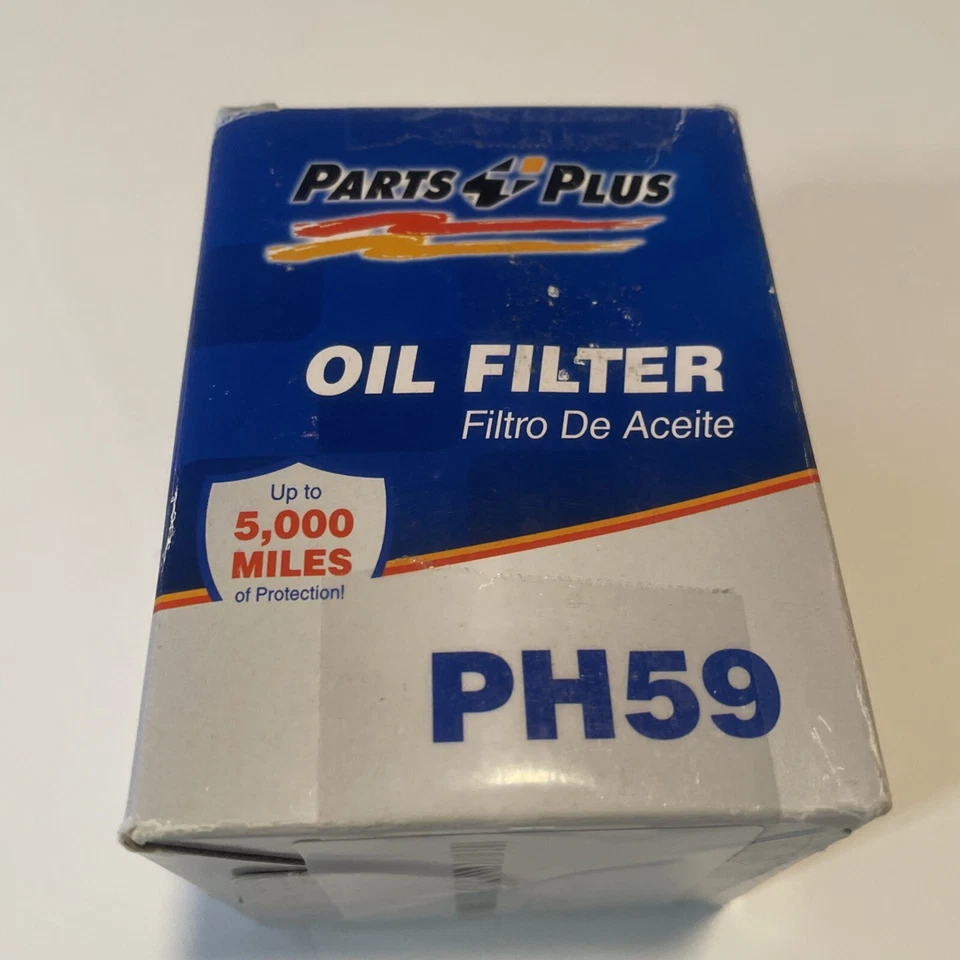 PARTS PLUS
OIL FILTER
Filtro De Aceite
Up to
5,000
MILES
of Protection!
PH59